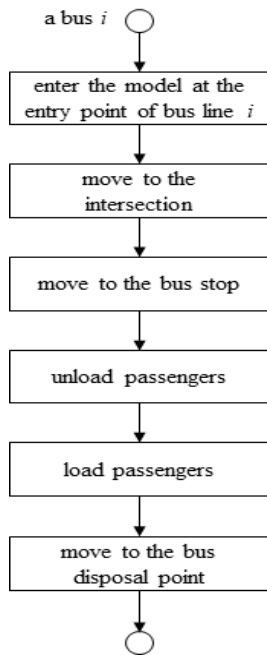 a bus i
enter the model at the
entry point of bus line i
move to the
intersection
move to the bus stop
unload passengers
load passengers
move to the bus
disposal point